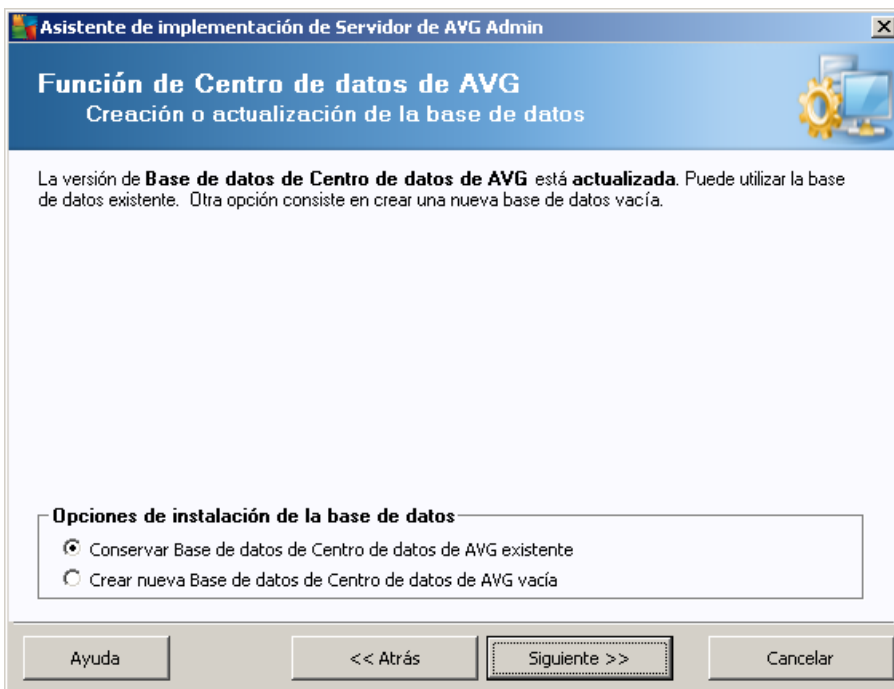 Asistente de implementación de Servidor de AVG Admin
Función de Centro de datos de AVG
Creación o actualización de la base de datos
La versión de Base de datos de Centro de datos de AVG está actualizada. Puede utilizar la base
de datos existente. Otra opción consiste en crear una nueva base de datos vacía.
Opciones de instalación de la base de datos
Conservar Base de datos de Centro de datos de AVG existente
Crear nueva Base de datos de Centro de datos de AVG vacía
Ayuda
<< Atrás
Siguiente >>
Cancelar